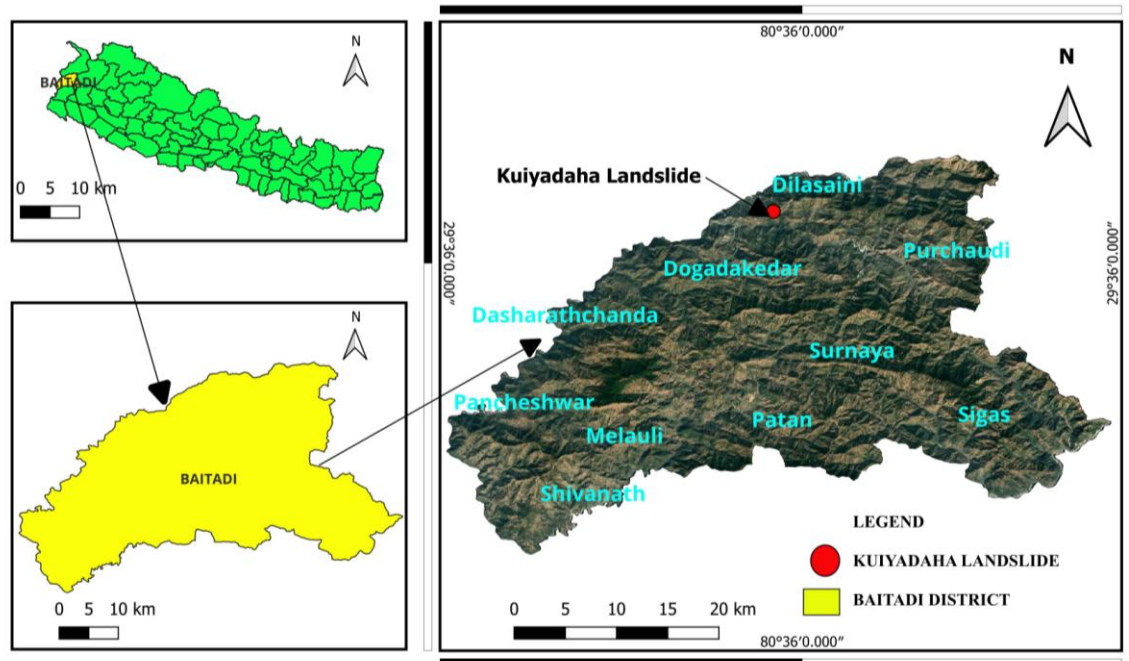 N
BAITADI
0 5 10 km
N
BAITADI
0 5 10 km
80°36′0.000″
N
Kuiyadaha Landslide
Dilasaini
29°36′0.000″
29°36′0.000″
Purchaudi
Dogadakedar
Dasharathchanda
Surnaya
Pancheshwar
Sigas
Patan
Melauli
Shivanath
LEGEND
KUIYADAHA LANDSLIDE
BAITADI DISTRICT
0 5 10 15 20 km
80°36′0.000″